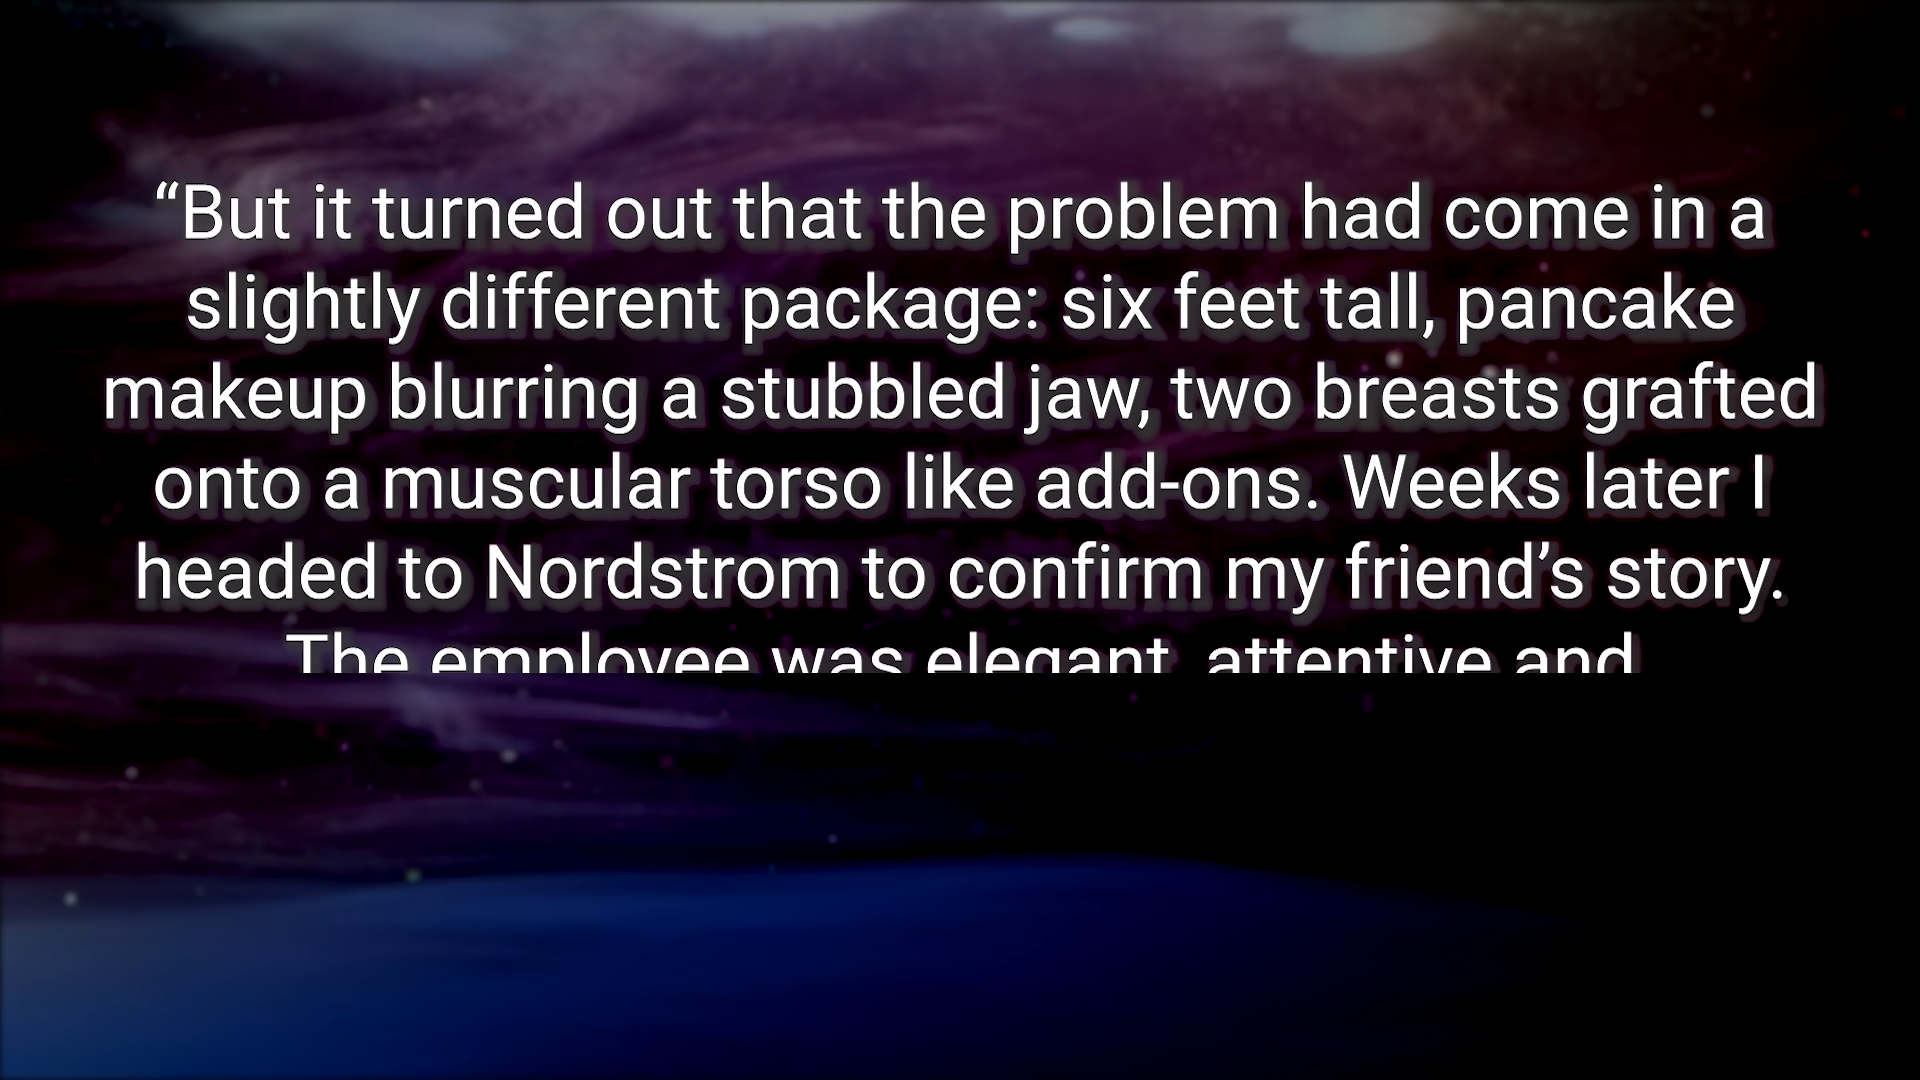 “But it turned out that the problem had come in a
slightly different package: six feet tall, pancake
makeup blurring a stubbled jaw, two breasts grafted
onto a muscular torso like add-ons. Weeks later I
headed to Nordstrom to confirm my friend’s story.
The employee was elegant, attentive and